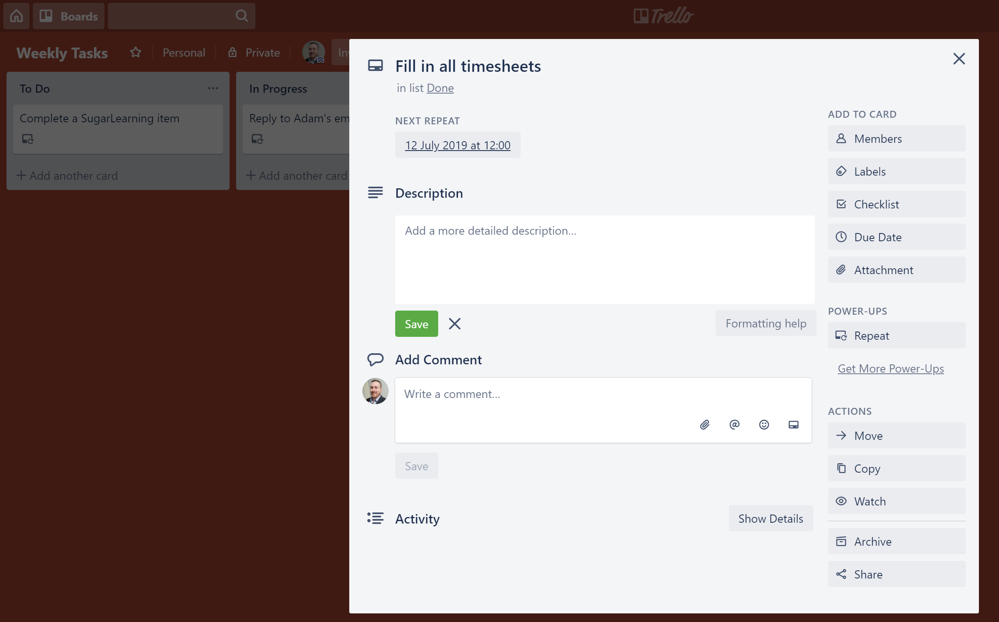 Boards
Trello
Weekly Tasks
Personal
Private
To Do
Complete a SugarLearning item
Add another card
In Progress
Reply to Adam's
Add another card
Fill in all timesheets
in list Done
NEXT REPEAT
12 July 2019 at 12:00
Description
Add a more detailed description...
Save
Formatting help
Add Comment
Write a comment...
Save
Activity
Show Details
ADD TO CARD
Members
Labels
Checklist
Due Date
Attachment
POWER-UPS
Repeat
Get More Power-Ups
ACTIONS
Move
Copy
Watch
Archive
Share